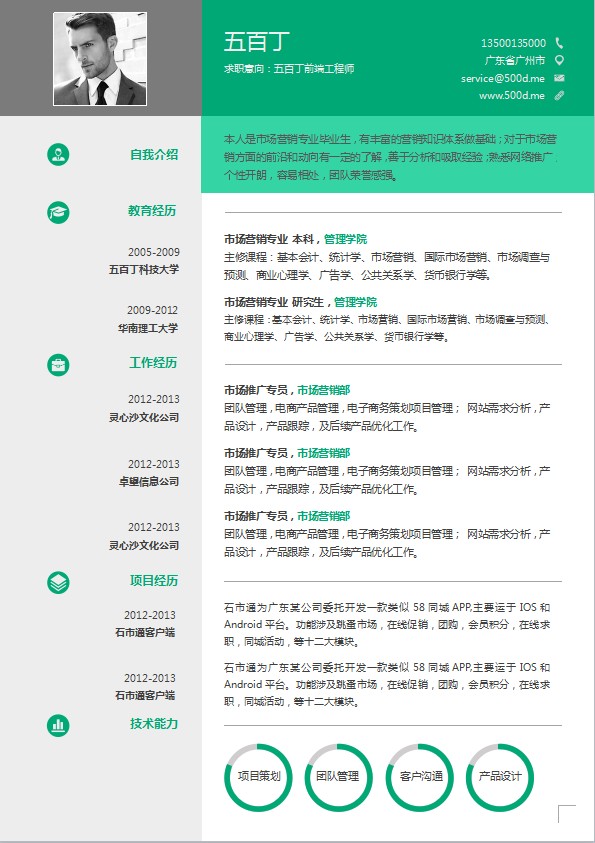 五百丁
求职意向：五百丁前端工程师
13500135000
广东省广州市
service@500d.me
www.500d.me
自我介绍
本人是市场营销专业毕业生，有丰富的营销知识体系做基础；对于市场营
销方面的前沿和动向有一定的了解，善于分析和吸取经验；熟悉网络推广．
个性开朗，容易相处，团队荣誉感强。
教育经历
2005-2009
五百丁科技大学
市场营销专业 本科，管理学院
主修课程：基本会计、统计学、市场营销、国际市场营销、市场调查与
预测、商业心理学、广告学、公共关系学、货币银行学等。
2009-2012
华南理工大学
市场营销专业 研究生，管理学院
主修课程：基本会计、统计学、市场营销、国际市场营销、市场调查与预测、
商业心理学、广告学、公共关系学、货币银行学等。
工作经历
2012-2013
灵心沙文化公司
市场推广专员，市场营销部
团队管理，电商产品管理，电子商务策划项目管理； 网站需求分析，产
品设计，产品跟踪，及后续产品优化工作。
2012-2013
卓望信息公司
市场推广专员，市场营销部
团队管理，电商产品管理，电子商务策划项目管理； 网站需求分析，产
品设计，产品跟踪，及后续产品优化工作。
2012-2013
灵心沙文化公司
市场推广专员，市场营销部
团队管理，电商产品管理，电子商务策划项目管理； 网站需求分析，产
品设计，产品跟踪，及后续产品优化工作。
项目经历
2012-2013
石市通客户端
石市通为广东某公司委托开发一款类似 58 同城 APP,主要运于 IOS 和
Android 平台。功能涉及跳蚤市场，在线促销，团购，会员积分，在线求
职，同城活动，等十二大模块。
2012-2013
石市通客户端
石市通为广东某公司委托开发一款类似 58 同城 APP,主要运于 IOS 和
Android 平台。功能涉及跳蚤市场，在线促销，团购，会员积分，在线求
职，同城活动，等十二大模块。
技术能力
项目策划
团队管理
客户沟通
产品设计